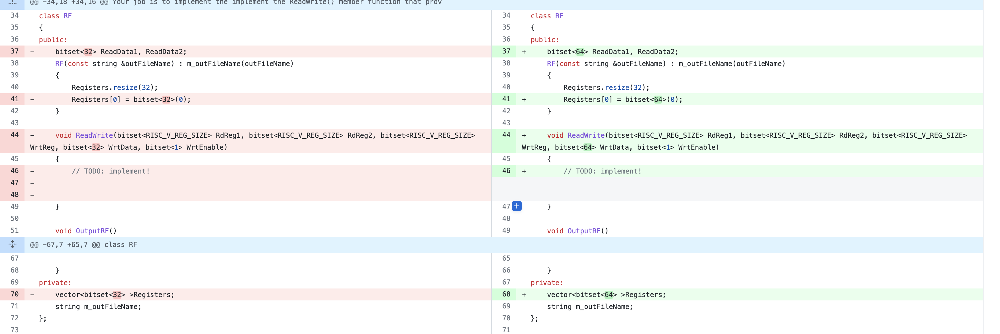 @@ -34,18 +34,16 @@ Your job is to implement the implement the ReadWrite() member function that prov
34 class RF
35 {
36 public:
37 - bitset<32> ReadData1, ReadData2;
38 RF(const string &outFileName) : m_outFileName(outFileName)
39 {
40 Registers.resize(32);
41 - Registers[0] = bitset<32>(0);
42 }
43
44 - void ReadWrite(bitset<RISC_V_REG_SIZE> RdReg1, bitset<RISC_V_REG_SIZE> RdReg2, bitset<RISC_V_REG_SIZE>
WrtReg, bitset<32> WrtData, bitset<1> WrtEnable)
45 {
46 - // TODO: implement!
47 -
48 -
49 }
50
51 void OutputRF()
34 class RF
35 {
36 public:
37 + bitset<64> ReadData1, ReadData2;
38 RF(const string &outFileName) : m_outFileName(outFileName)
39 {
40 Registers.resize(32);
41 + Registers[0] = bitset<64>(0);
42 }
43
44 + void ReadWrite(bitset<RISC_V_REG_SIZE> RdReg1, bitset<RISC_V_REG_SIZE> RdReg2, bitset<RISC_V_REG_SIZE>
WrtReg, bitset<64> WrtData, bitset<1> WrtEnable)
45 {
46 + // TODO: implement!
47 }
48
49 void OutputRF()
@@ -67,7 +65,7 @@ class RF
67
68 }
69 private:
70 - vector<bitset<32> >Registers;
71 string m_outFileName;
72 };
73
65
66 }
67 private:
68 + vector<bitset<64> >Registers;
69 string m_outFileName;
70 };
71